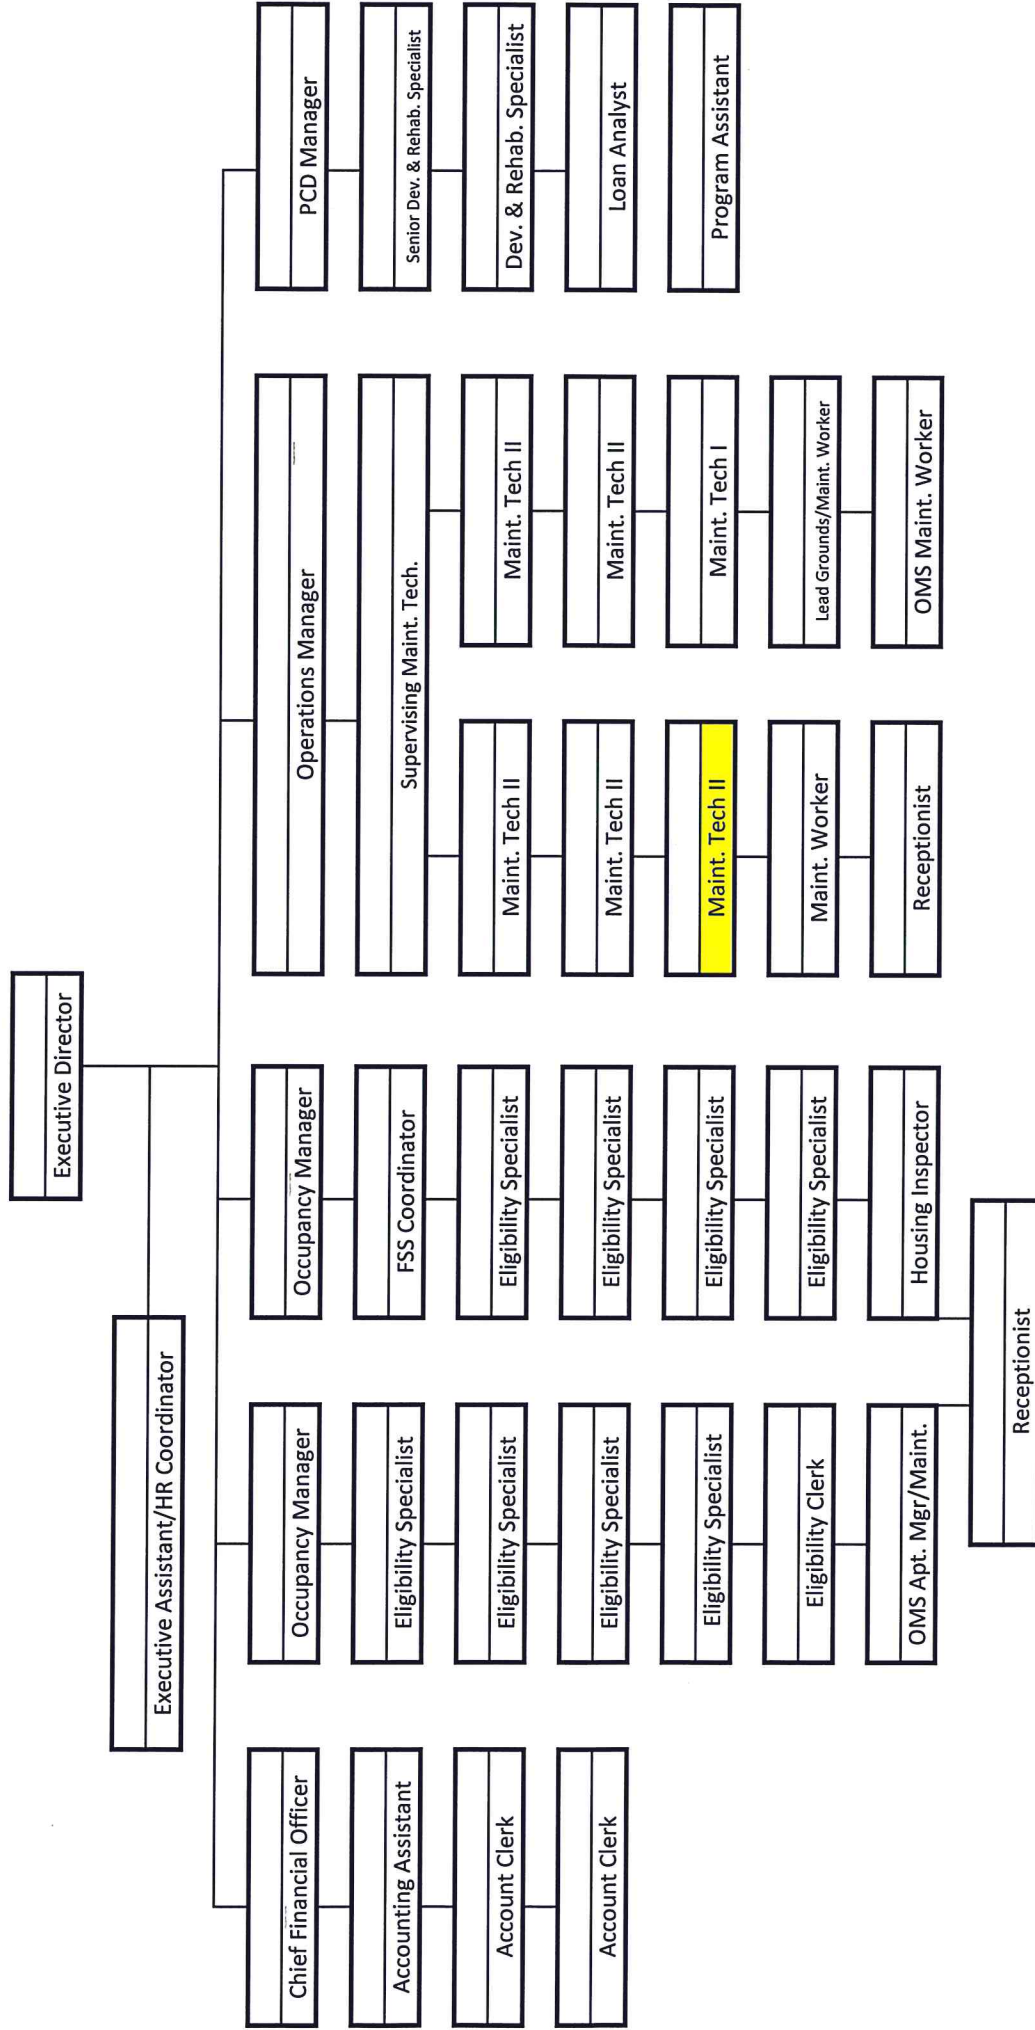 Executive Director
Executive Assistant/HR Coordinator
Chief Financial Officer
Accounting Assistant
Account Clerk
Account Clerk
Occupancy Manager
Eligibility Specialist
Eligibility Specialist
Eligibility Specialist
Eligibility Specialist
Eligibility Clerk
OMS Apt. Mgr/Maint.
Occupancy Manager
FSS Coordinator
Eligibility Specialist
Eligibility Specialist
Eligibility Specialist
Eligibility Specialist
Housing Inspector
Receptionist
Operations Manager
Supervising Maint. Tech.
Maint. Tech II
Maint. Tech II
Maint. Tech II
Maint. Worker
Receptionist
Maint. Tech II
Maint. Tech II
Maint. Tech I
Lead Grounds/Maint. Worker
OMS Maint. Worker
PCD Manager
Senior Dev. & Rehab. Specialist
Dev. & Rehab. Specialist
Loan Analyst
Program Assistant